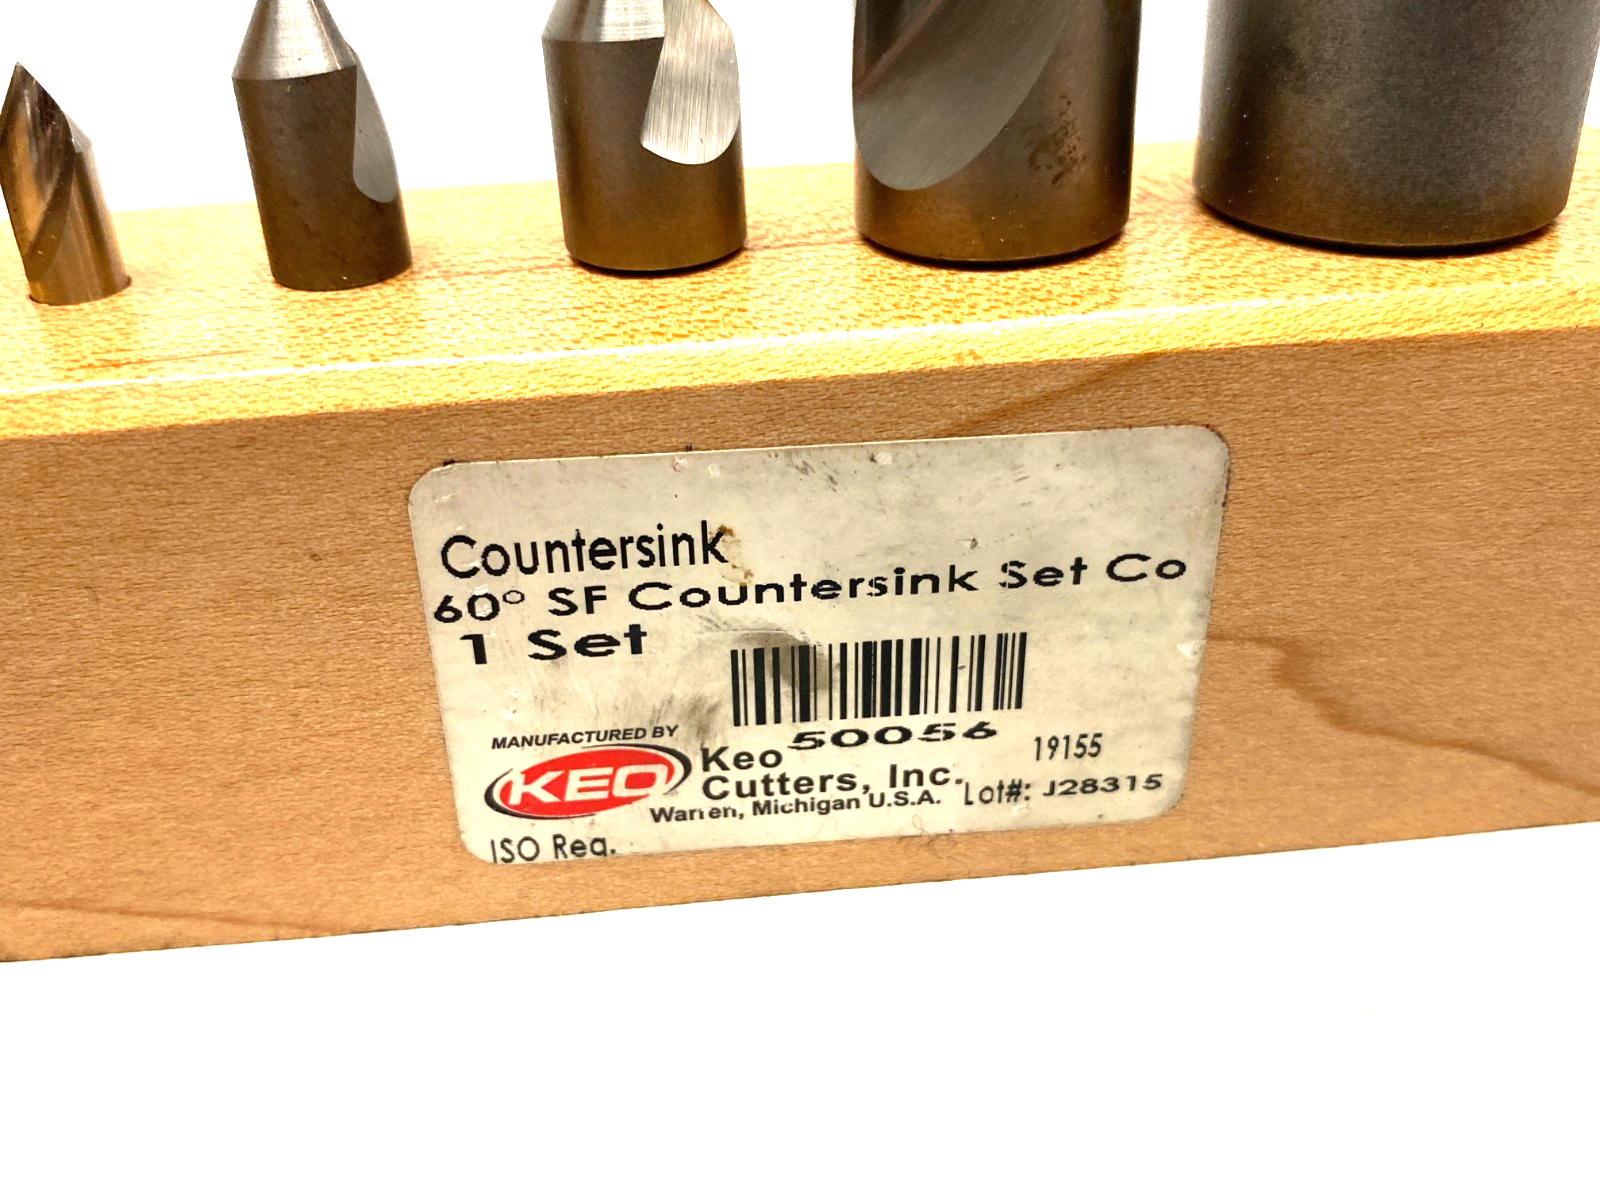 Countersink
60° SF Countersink Set Co
1 Set
50056
MANUFACTURED BY
KEO
Keo
Cutters, Inc.
Warren, Michigan U.S.A.
19155
Lot#: J28315
ISO Reg.